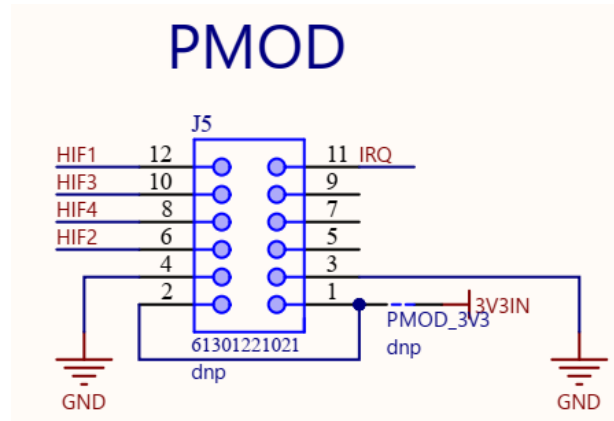 PMOD
J5
HIF1 12 11 IRQ
HIF3 10 9
HIF4 8 7
HIF2 6 5
4 3
2 1 3V3IN
PMOD_3V3
61301221021
dnp dnp
GND GND